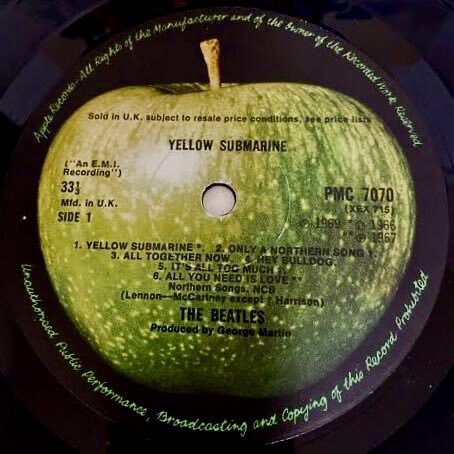 Apple Records. All Rights of the Manufacturer and of the Owner of the Recorded Work Reserved
Sold in U.K. subject to resale price conditions, see price lists
YELLOW SUBMARINE
("An E.M.I.
Recording")
33⅓
Mfd. in U.K.
SIDE 1
PMC 7070
(XEX 715)
℗ 1969 * ℗ 1966
** ℗ 1967
1. YELLOW SUBMARINE *. 2. ONLY A NORTHERN SONG †.
3. ALL TOGETHER NOW. 4. HEY BULLDOG.
5. IT'S ALL TOO MUCH †.
6. ALL YOU NEED IS LOVE **
Northern Songs, NCB
(Lennon—McCartney except † Harrison)
THE BEATLES
Produced by George Martin
Unauthorised Public Performance, Broadcasting and Copying of this Record Prohibited